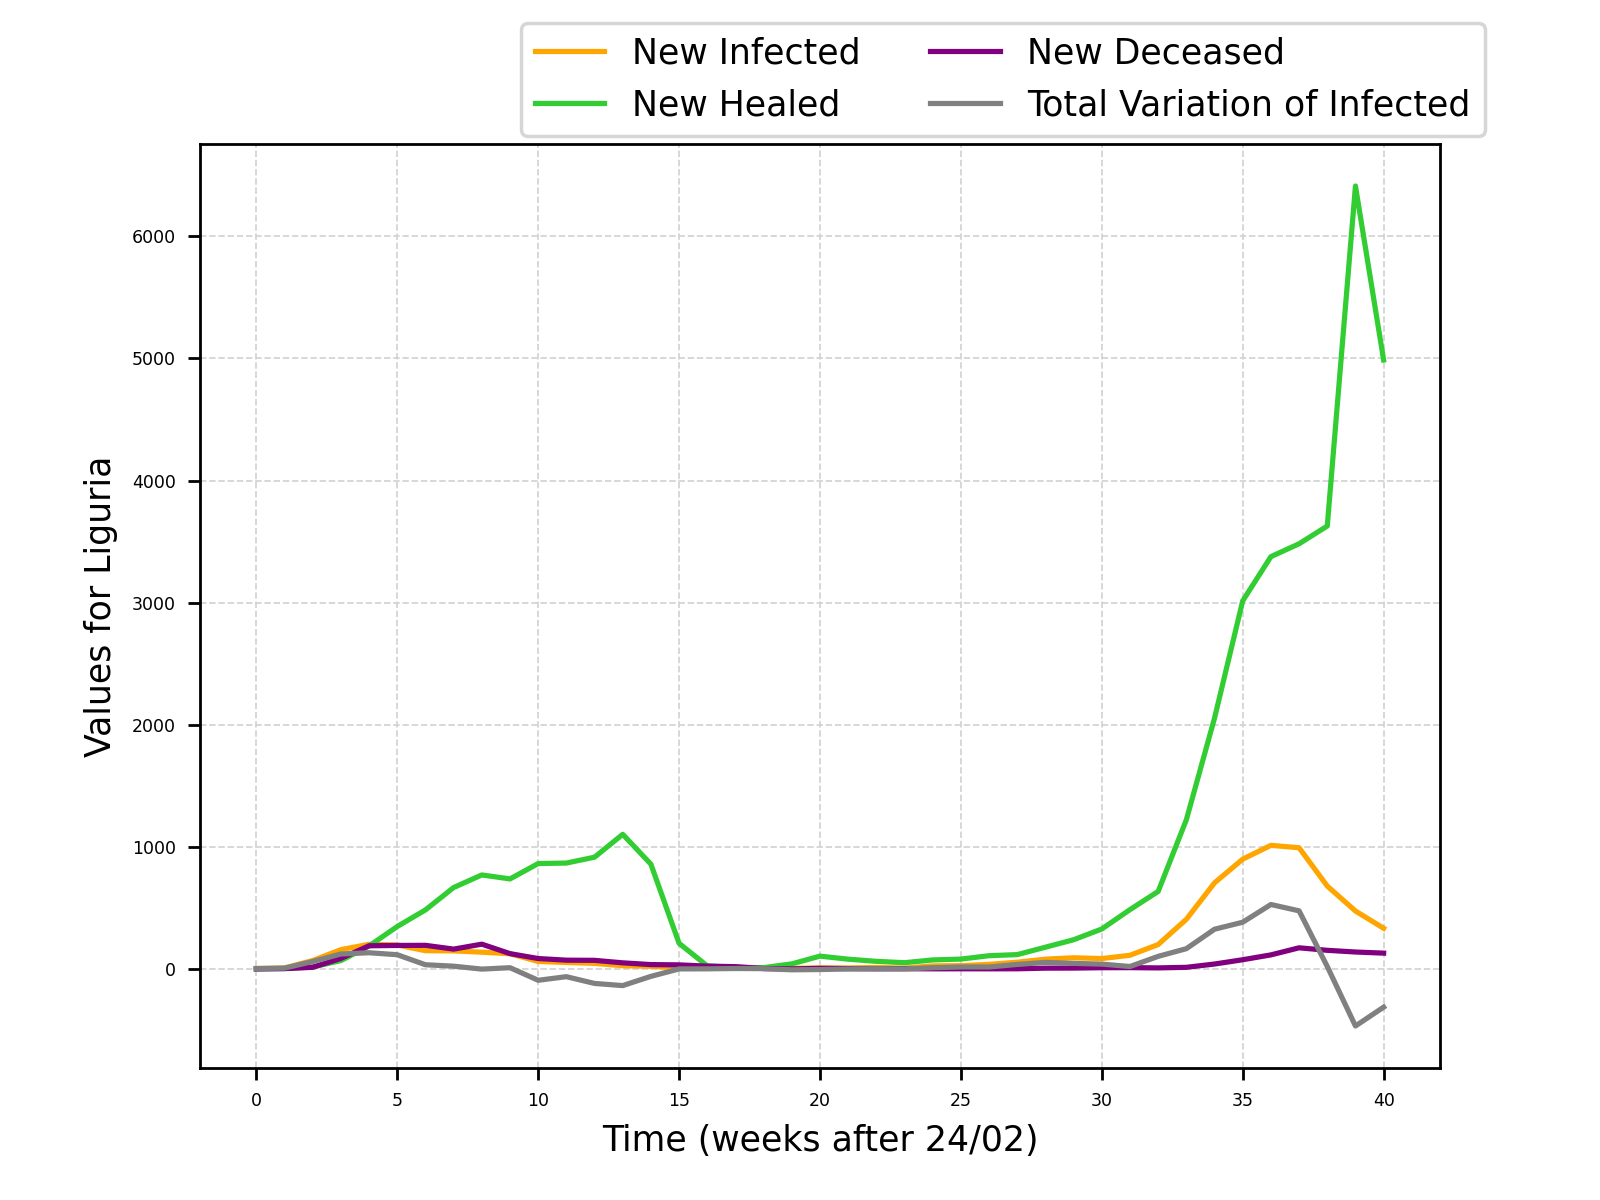 New Infected
New Healed
New Deceased
Total Variation of Infected
Values for Liguria
6000
5000
4000
3000
2000
1000
0
0 5 10 15 20 25 30 35 40
Time (weeks after 24/02)